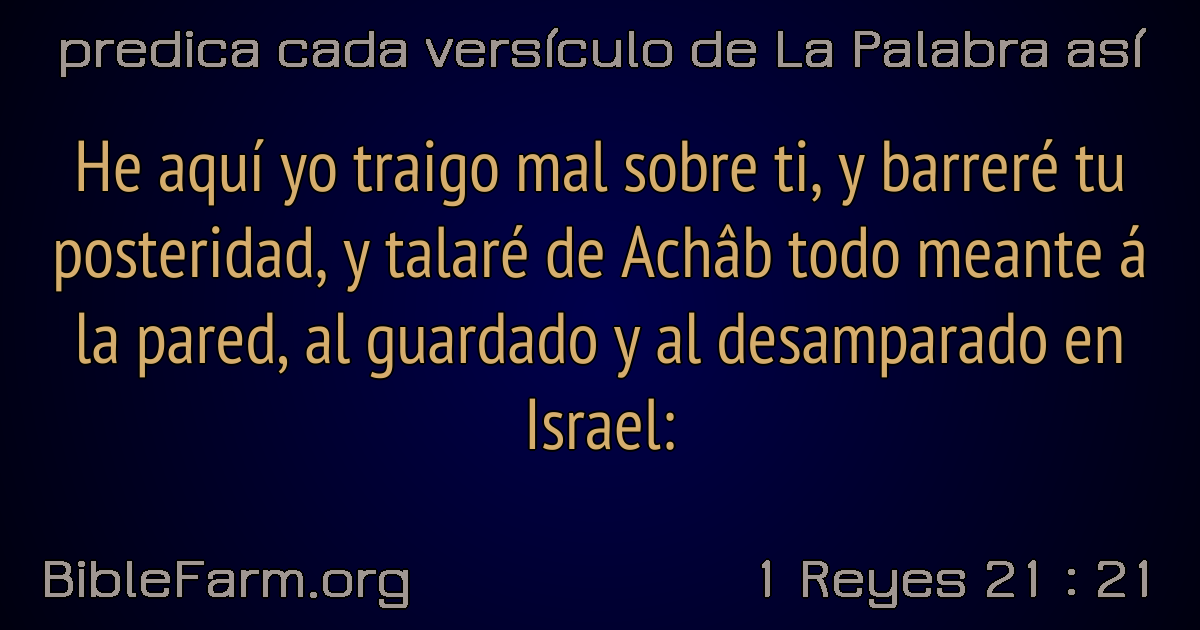 predica cada versículo de La Palabra así
He aquí yo traigo mal sobre ti, y barreré tu
posteridad, y talaré de Achâb todo meante á
la pared, al guardado y al desamparado en
Israel:
BibleFarm.org
1 Reyes 21 : 21